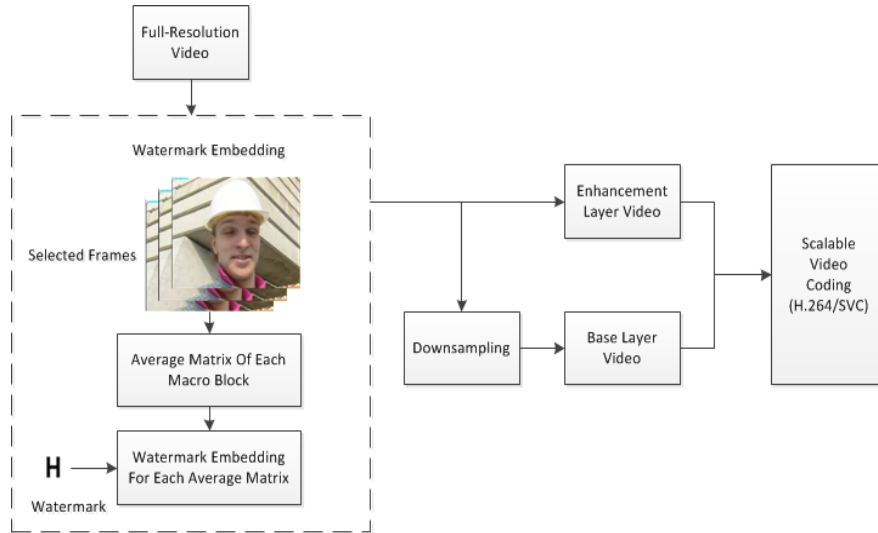 Full-Resolution
Video
Watermark Embedding
Selected Frames
Average Matrix Of Each
Macro Block
Watermark Embedding
For Each Average Matrix
H
Watermark
Downsampling
Enhancement
Layer Video
Base Layer
Video
Scalable
Video
Coding
(H.264/SVC)